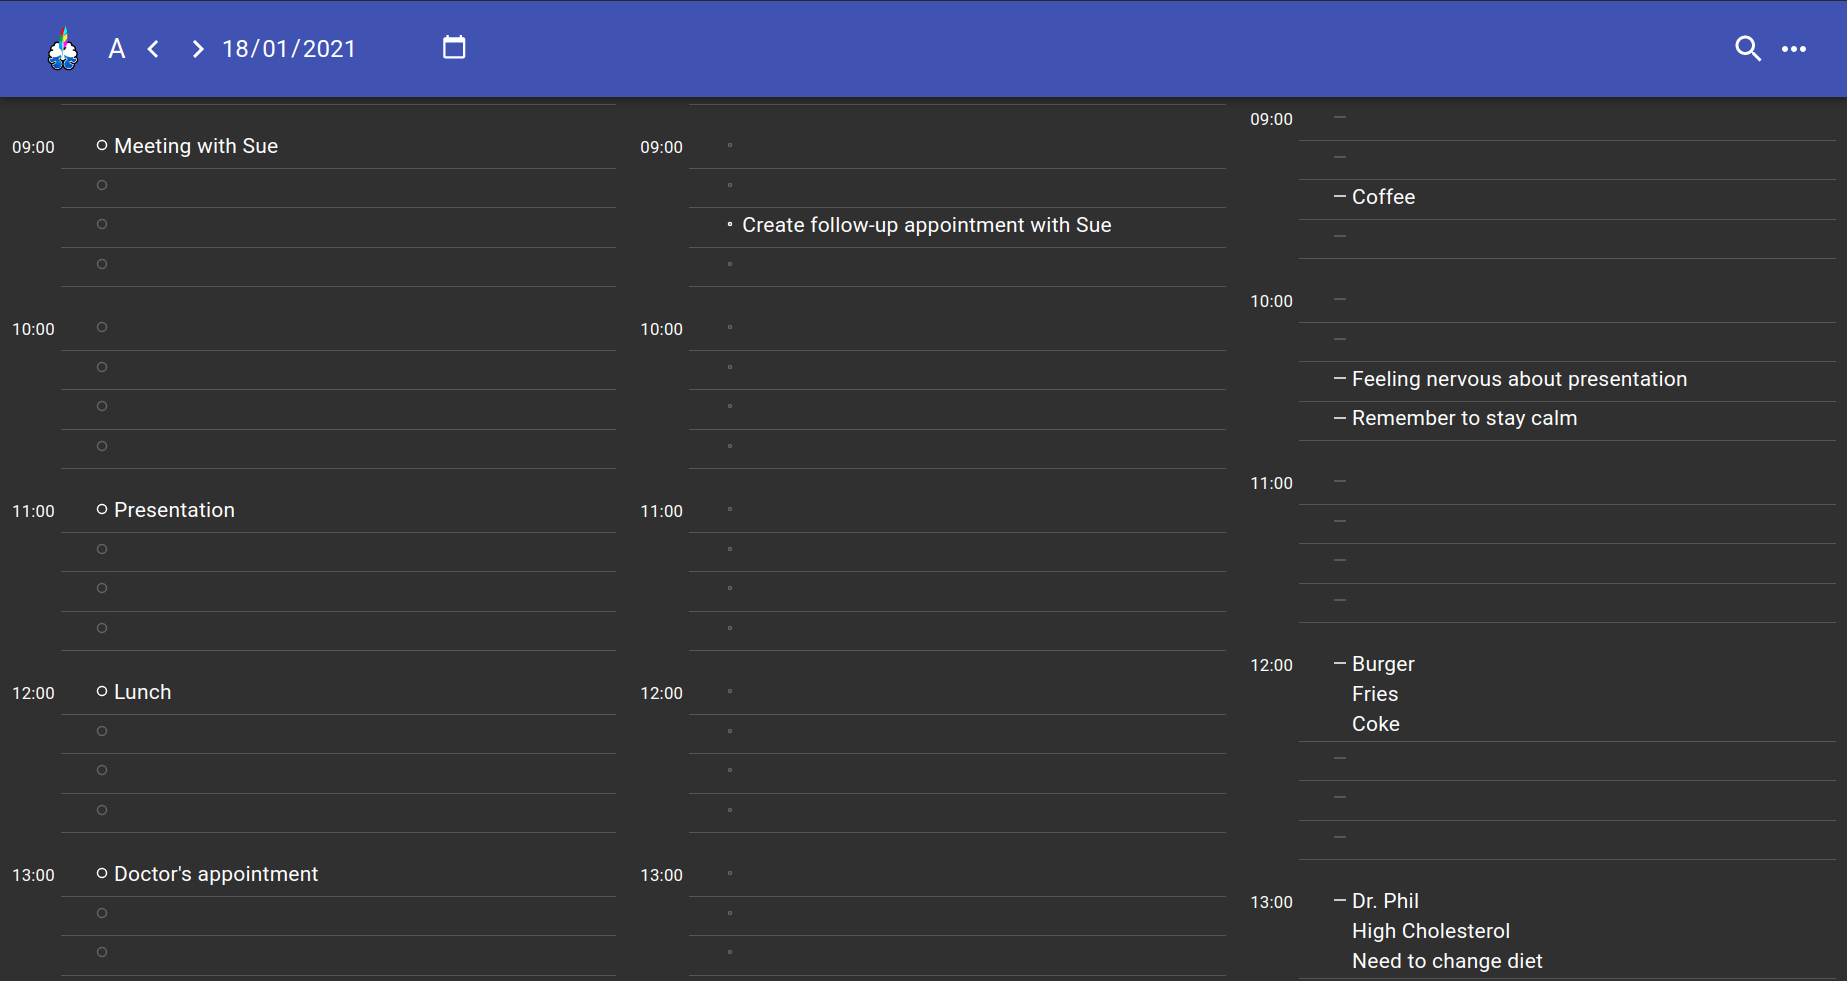 A
18/01/2021
09:00
Meeting with Sue
10:00
11:00
Presentation
12:00
Lunch
13:00
Doctor's appointment
09:00
Create follow-up appointment with Sue
10:00
11:00
12:00
13:00
09:00
Coffee
10:00
Feeling nervous about presentation
Remember to stay calm
11:00
12:00
Burger
Fries
Coke
13:00
Dr. Phil
High Cholesterol
Need to change diet